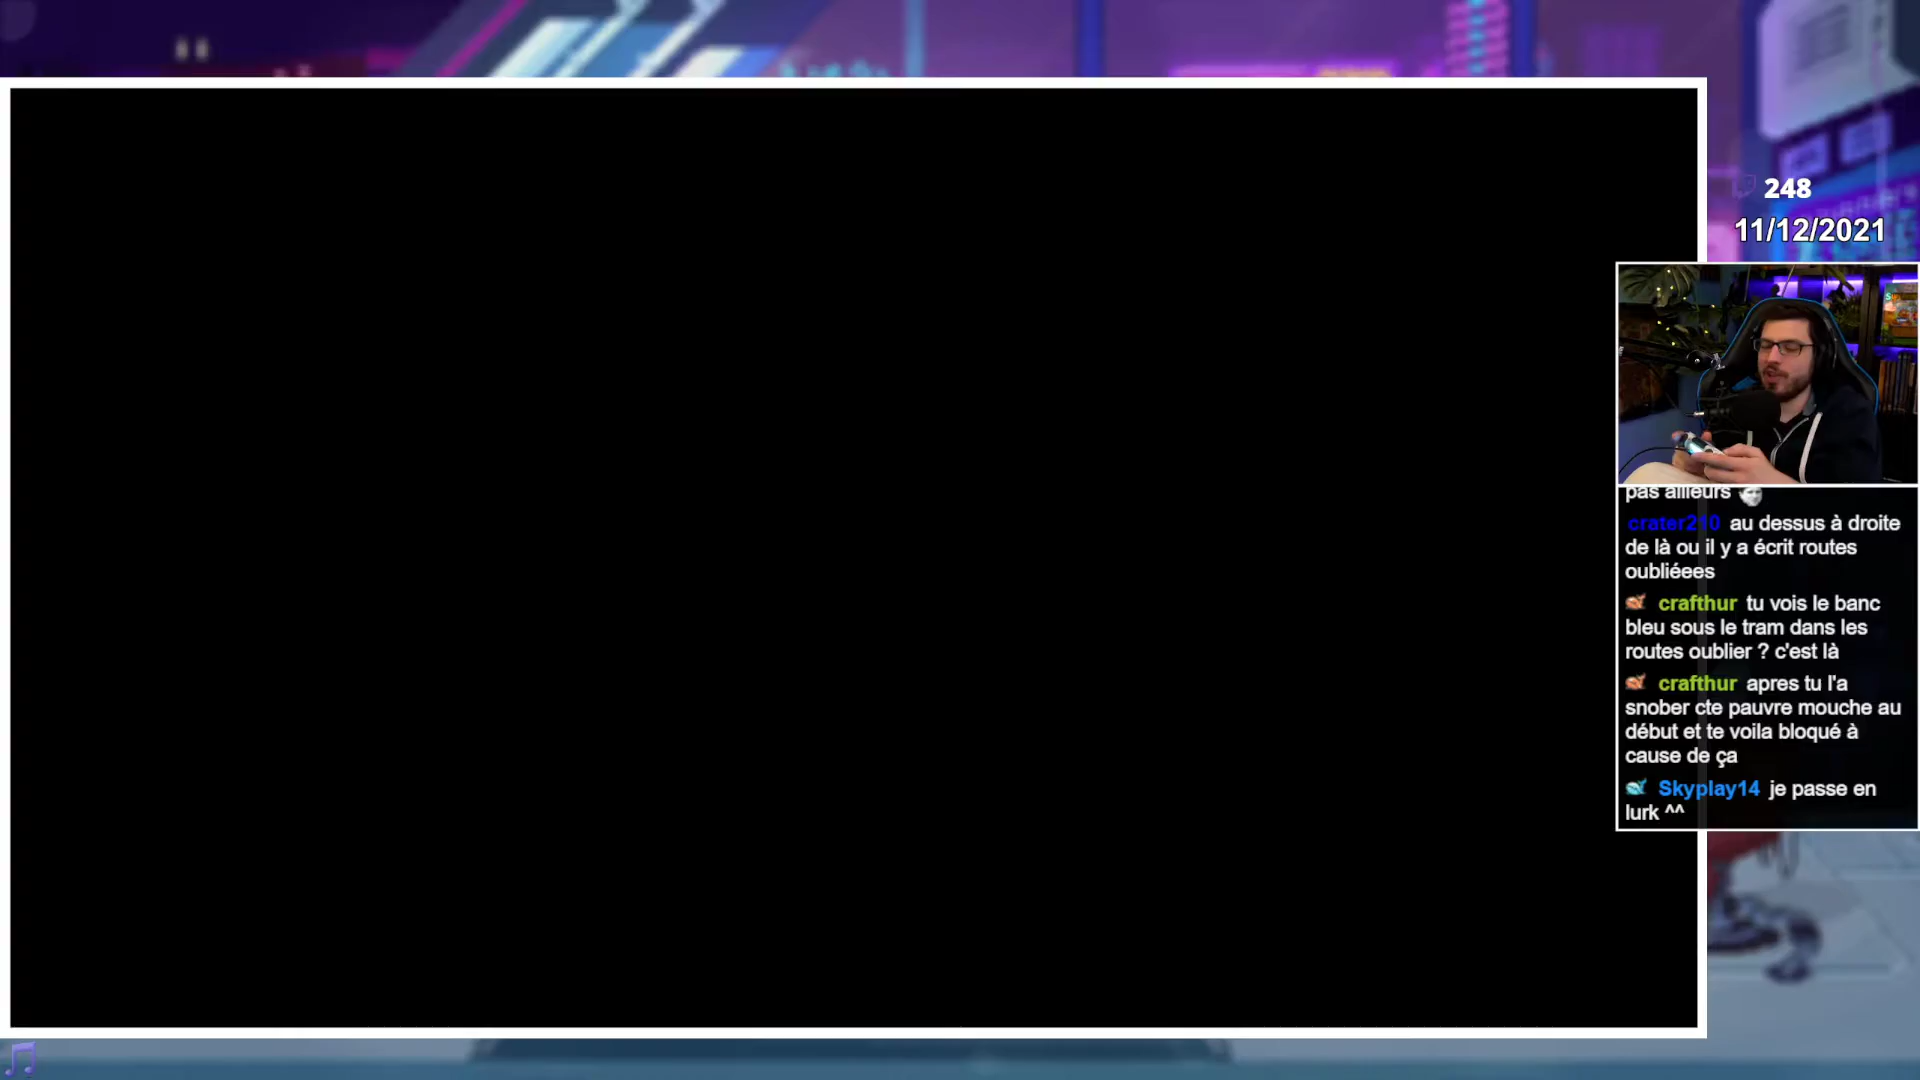 248
11/12/2021
pas ailleurs
crater210 au dessus à droite
de là ou il y a écrit routes
oubliéees
crafthur tu vois le banc
bleu sous le tram dans les
routes oublier ? c'est là
crafthur apres tu l'a
snober cte pauvre mouche au
début et te voila bloqué à
cause de ça
Skyplay14 je passe en
lurk ^^